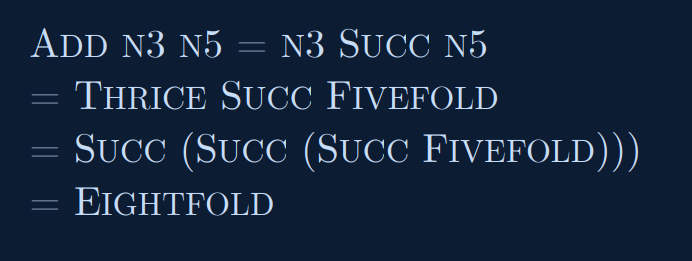 Add n3 n5 = n3 Succ n5
= Thrice Succ Fivefold
= Succ (Succ (Succ Fivefold)))
= Eightfold